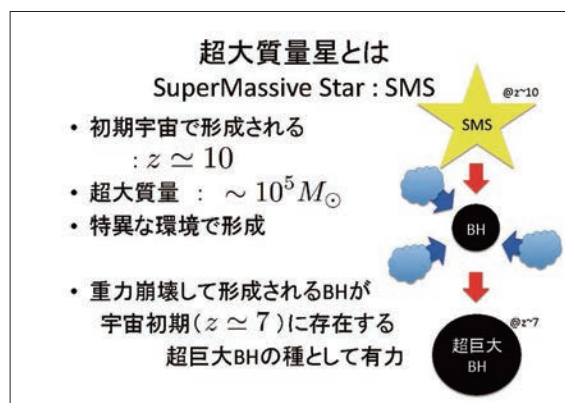 超大質量星とは
SuperMassive Star : SMS
• 初期宇宙で形成される
: z ≃ 10
• 超大質量 : ～ 10⁵M☉
• 特異な環境で形成
• 重力崩壊して形成されるBHが
宇宙初期(z ≃ 7)に存在する
超巨大BHの種として有力
@z~10
SMS
BH
@z~7
超巨大
BH